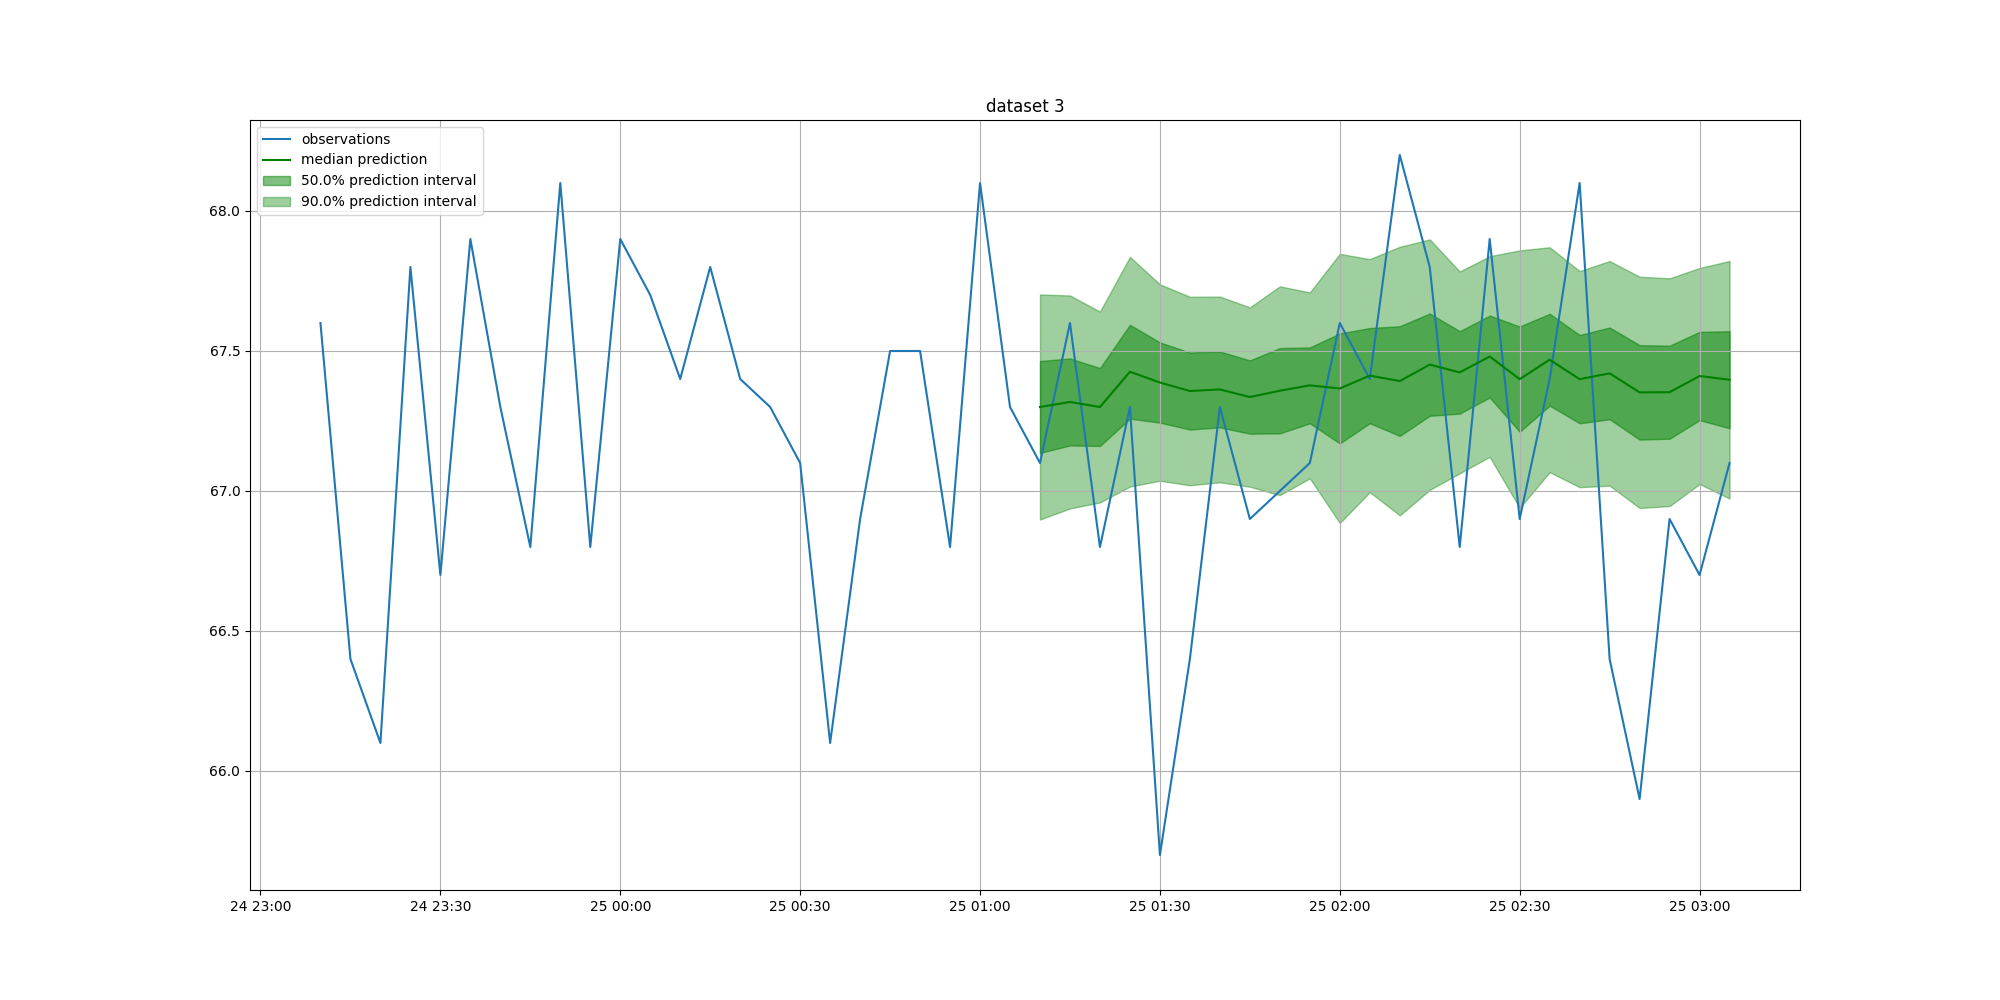 dataset 3
observations
median prediction
50.0% prediction interval
90.0% prediction interval
68.0
67.5
67.0
66.5
66.0
24 23:00 24 23:30 25 00:00 25 00:30 25 01:00 25 01:30 25 02:00 25 02:30 25 03:00